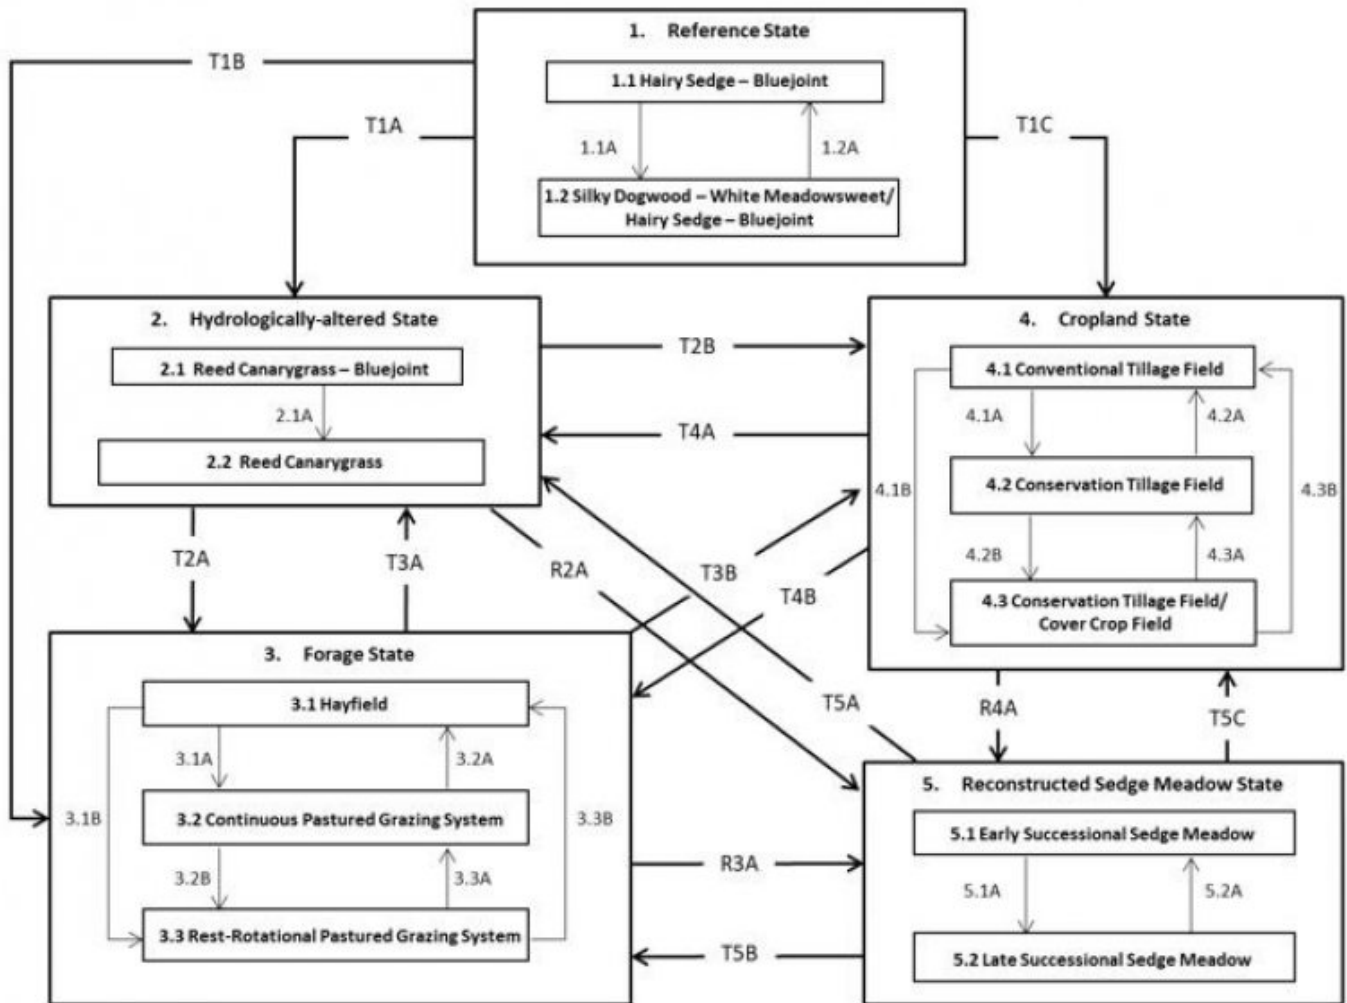 1. Reference State
T1B
1.1 Hairy Sedge – Bluejoint
T1A
T1C
1.1A
1.2A
1.2 Silky Dogwood – White Meadowsweet/
Hairy Sedge – Bluejoint
2. Hydrologically-altered State
4. Cropland State
T2B
2.1 Reed Canarygrass – Bluejoint
4.1 Conventional Tillage Field
2.1A
4.1A
4.2A
T4A
2.2 Reed Canarygrass
4.2 Conservation Tillage Field
4.1B
4.3B
T2A
T3A
R2A
T3B
T4B
4.2B
4.3A
4.3 Conservation Tillage Field/
Cover Crop Field
3. Forage State
3.1 Hayfield
T5A
R4A
T5C
3.1A
3.2A
5. Reconstructed Sedge Meadow State
3.1B
3.2 Continuous Pastured Grazing System
3.3B
5.1 Early Successional Sedge Meadow
3.2B
3.3A
R3A
5.1A
5.2A
3.3 Rest-Rotational Pastured Grazing System
T5B
5.2 Late Successional Sedge Meadow